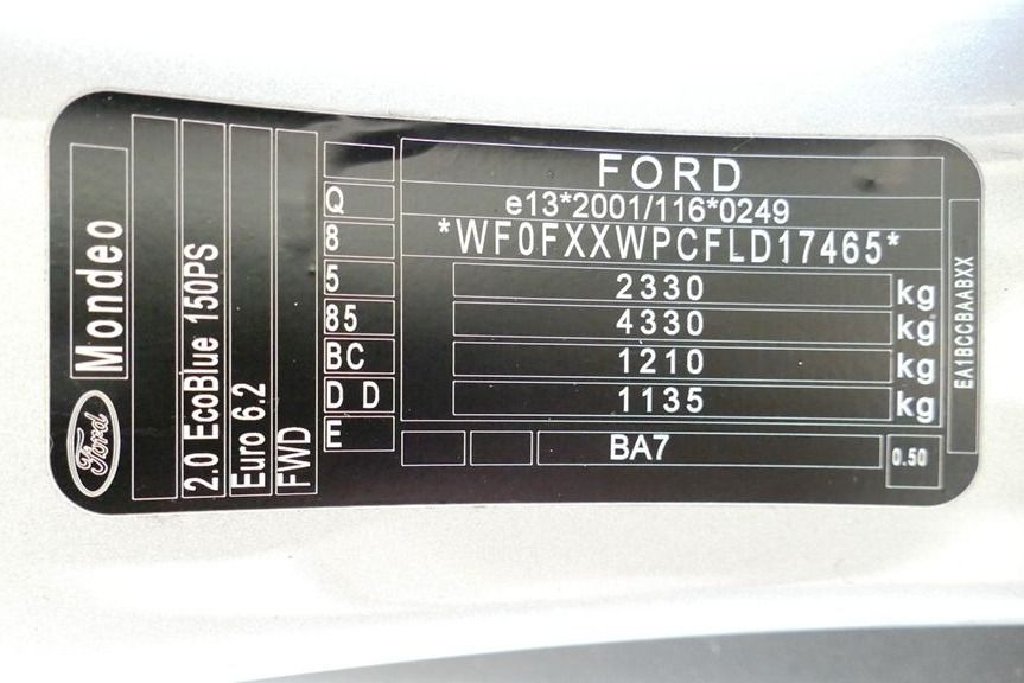 Ford
Mondeo
2.0 EcoBlue 150PS
Euro 6.2
FWD
Q
8
5
85
BC
D D
E
FORD
e13*2001/116*0249
*WF0FXXWPCFLD17465*
2330 kg
4330 kg
1210 kg
1135 kg
BA7
0.50
EA1BCCBAABXX